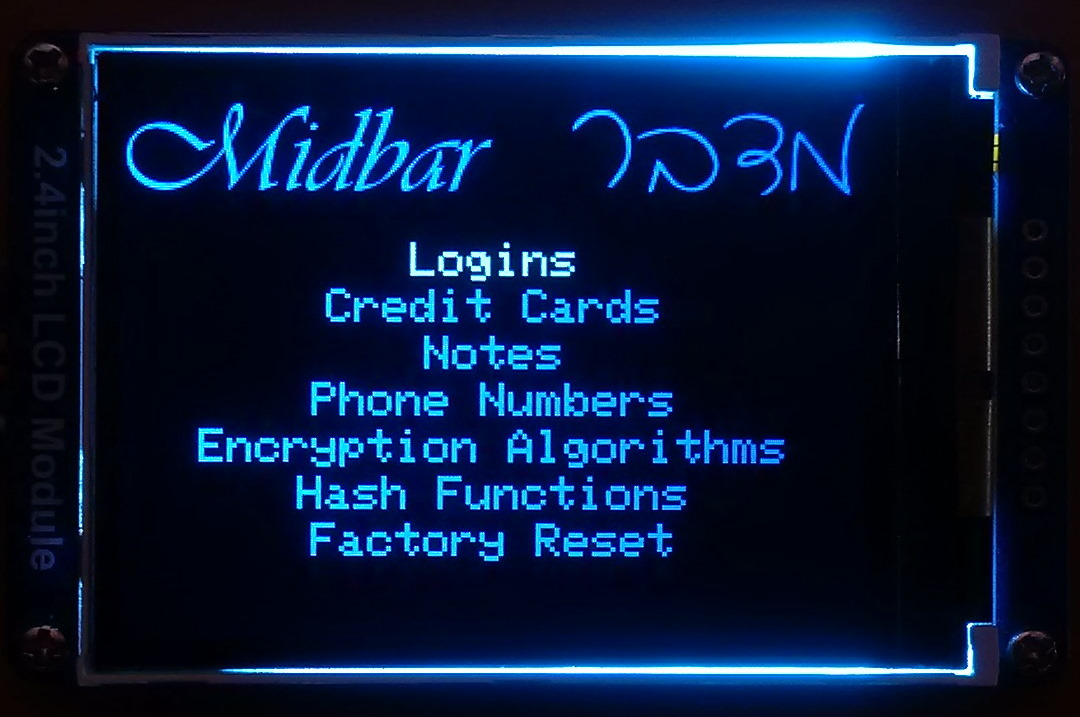 Midbar מדבר
Logins
Credit Cards
Notes
Phone Numbers
Encryption Algorithms
Hash Functions
Factory Reset
2.4inch LCD Module